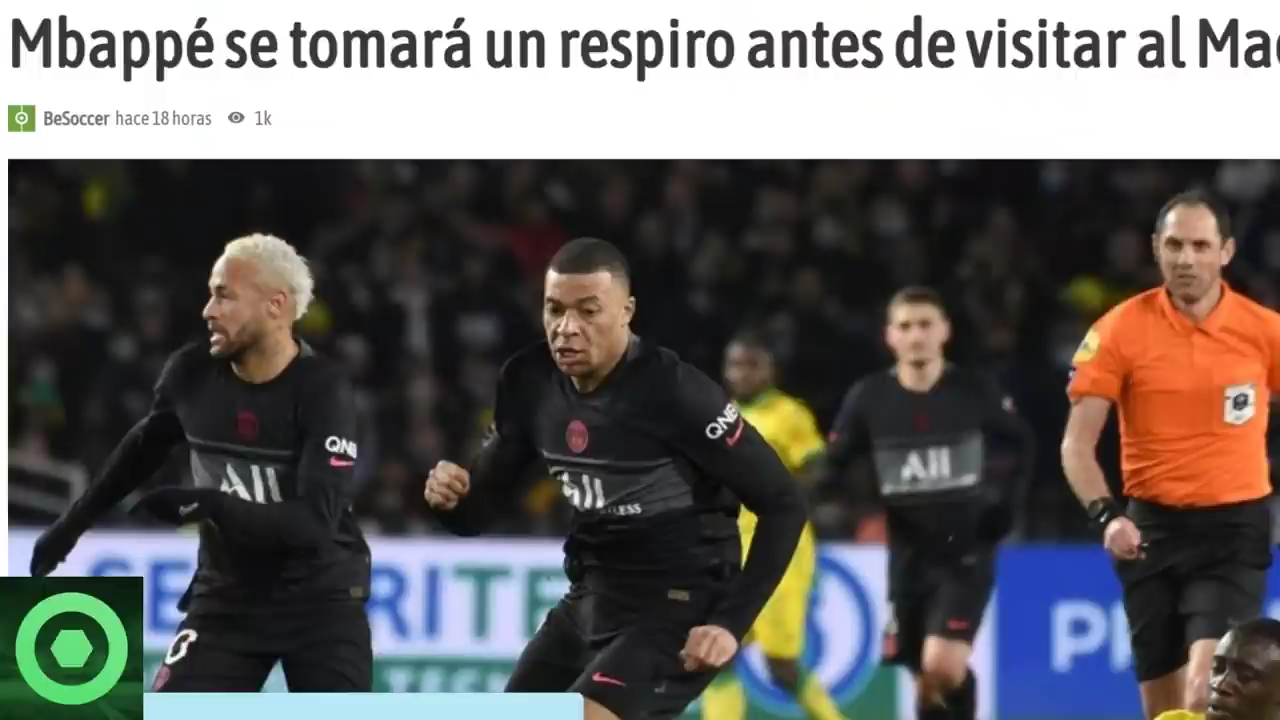 Mbappé se tomará un respiro antes de visitar al
BeSoccer hace 18 horas 1k
QNB
QNB
All
All
All